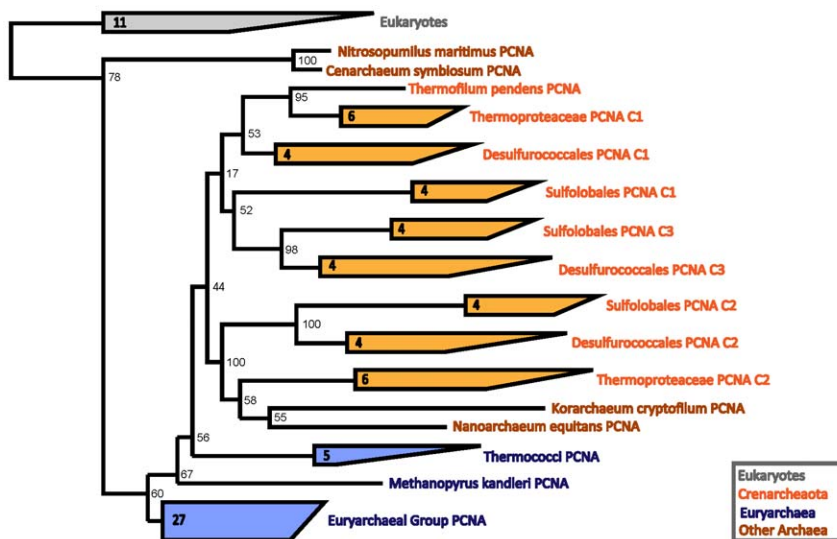 11
Eukaryotes
Nitrosopumilus maritimus PCNA
100
Cenarchaeum symbiosum PCNA
78
Thermofilum pendens PCNA
95
6
Thermoproteaceae PCNA C1
53
4
Desulfurococcales PCNA C1
17
4
Sulfolobales PCNA C1
52
4
Sulfolobales PCNA C3
98
4
Desulfurococcales PCNA C3
44
4
Sulfolobales PCNA C2
100
4
Desulfurococcales PCNA C2
100
6
Thermoproteaceae PCNA C2
58
Korarchaeum cryptofilum PCNA
55
Nanoarchaeum equitans PCNA
56
5
Thermococci PCNA
67
Methanopyrus kandleri PCNA
60
27
Euryarchaeal Group PCNA
Eukaryotes
Crenarcheaota
Euryarchaea
Other Archaea